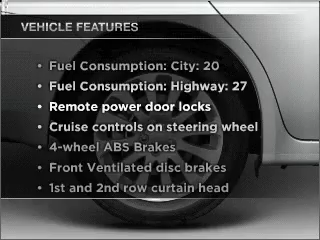 VEHICLE FEATURES
• Fuel Consumption: City: 20
• Fuel Consumption: Highway: 27
• Remote power door locks
• Cruise controls on steering wheel
• 4-wheel ABS Brakes
• Front Ventilated disc brakes
• 1st and 2nd row curtain head